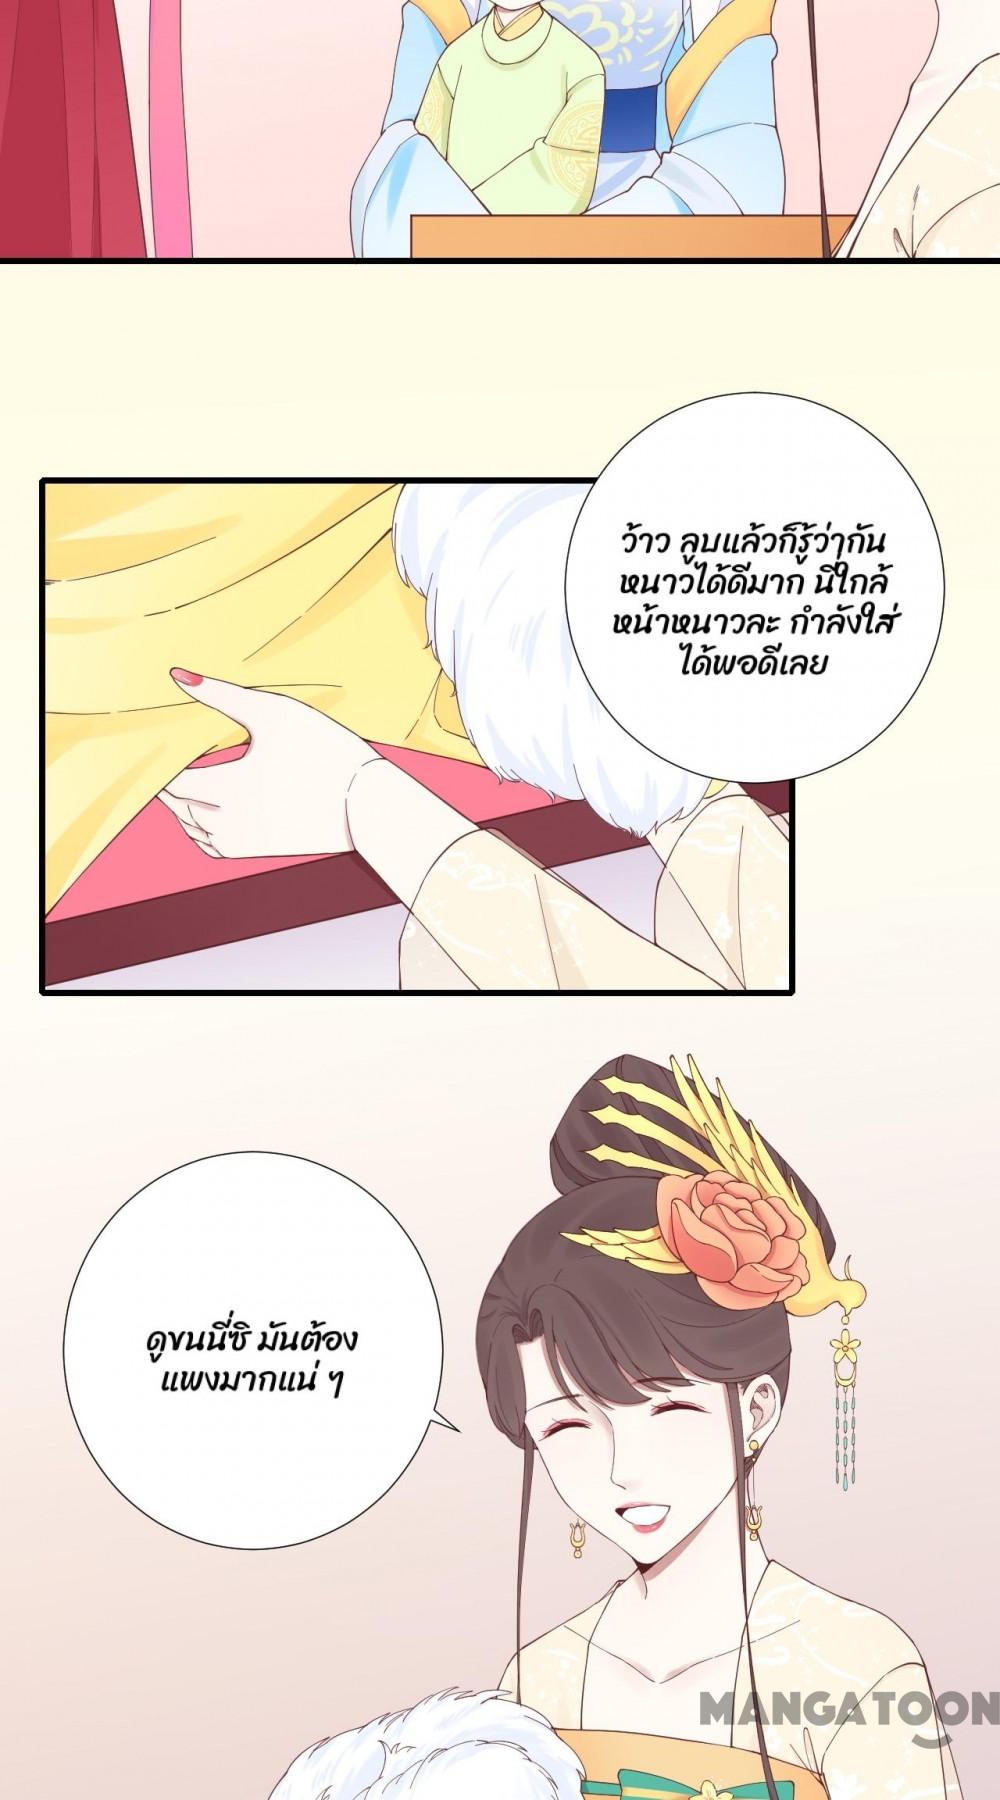 ว้าว ลูบแล้วก็รู้ว่ากัน
หนาวได้ดีมาก นี่ใกล้
หน้าหนาวละ กำลังใส่
ได้พอดีเลย
ดูขนนี่ซิ มันต้อง
แพงมากแน่ ๆ
MANGATOON